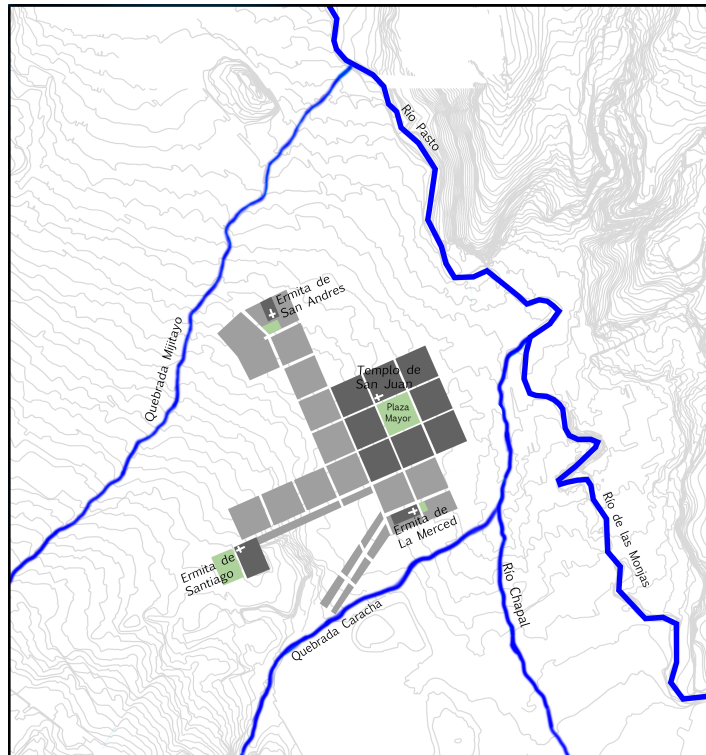 Río Pasto
Ermita de
San Andres
Quebrada Mijitayo
Templo de
San Juan
Plaza
Mayor
Ermita de
La Merced
Ermita de
Santiago
Río de las Monjas
Río Chapal
Quebrada Caracha